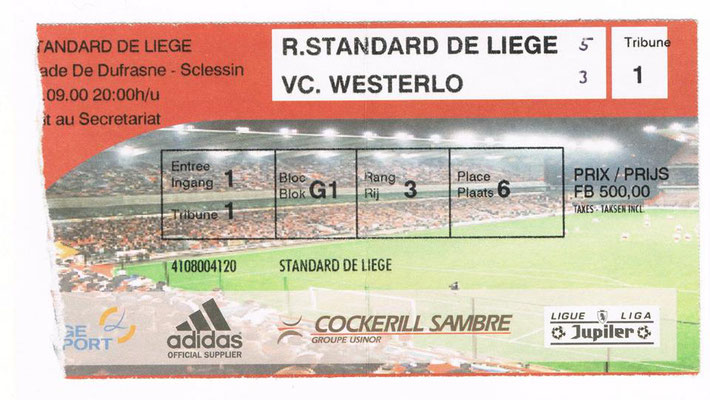 TANDARD DE LIEGE
ade De Dufrasne - Sclessin
.09.00 20:00h/u
t au Secretariat
R.STANDARD DE LIEGE 5
VC. WESTERLO 3
Tribune
1
Entree
Ingang 1
Tribune 1
Bloc
Blok G1
Rang
Rij 3
Place
Plaats 6
PRIX / PRIJS
FB 500,00
TAXES - TAKSEN INCL.
4108004120 STANDARD DE LIEGE
GE
PORT
adidas
OFFICIAL SUPPLIER
COCKERILL SAMBRE
GROUPE USINOR
LIGUE LIGA
Jupiler